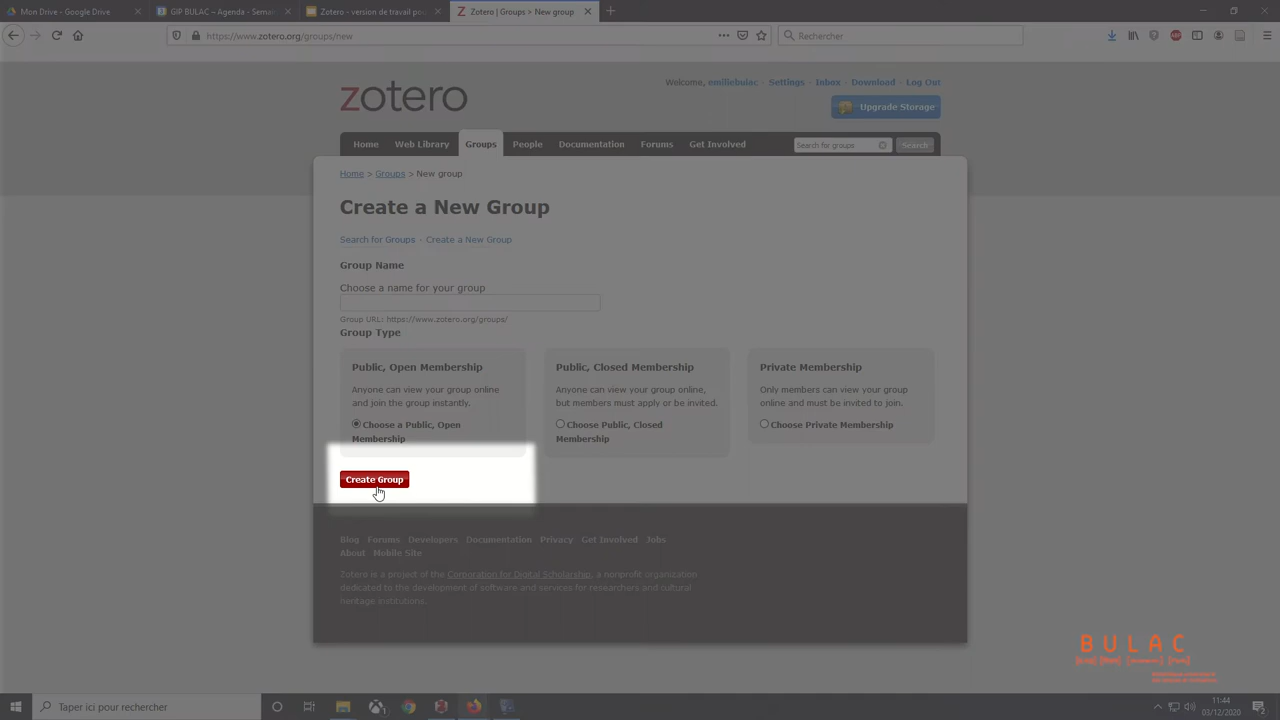 Mon Drive – Google Drive
GIP BULAC – Agenda - Semai
Zotero - version de travail po
Zotero | Groups > New group
https://www.zotero.org/groups/new
Rechercher
zotero
Welcome, emiliebulac · Settings · Inbox · Download · Log Out
Upgrade Storage
Home Web Library Groups People Documentation Forums Get Involved
Search for groups
Search
Home > Groups > New group
Create a New Group
Search for Groups - Create a New Group
Group Name
Choose a name for your group
Group URL: https://www.zotero.org/groups/
Group Type
Public, Open Membership
Anyone can view your group online
and join the group instantly.
Choose a Public, Open
Membership
Public, Closed Membership
Anyone can view your group online,
but members must apply or be invited.
Choose Public, Closed
Membership
Private Membership
Only members can view your group
online and must be invited to join.
Choose Private Membership
Create Group
Blog Forums Developers Documentation Privacy Get Involved Jobs
About Mobile Site
Zotero is a project of the Corporation for Digital Scholarship, a nonprofit organization
dedicated to the development of software and services for researchers and cultural
heritage institutions.
BULAC
Taper ici pour rechercher
11:44
03/12/2020
2